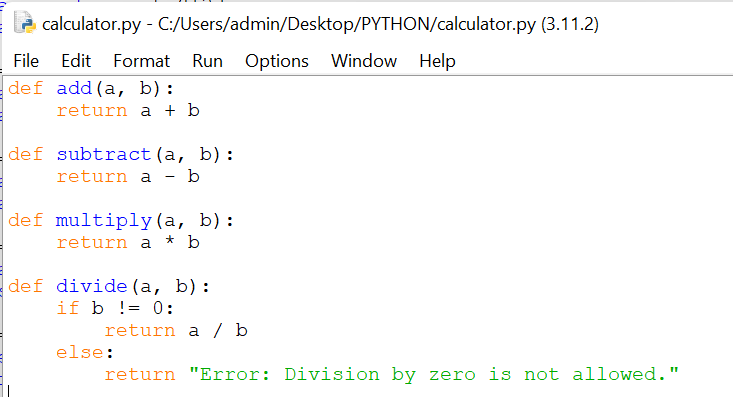 calculator.py - C:/Users/admin/Desktop/PYTHON/calculator.py (3.11.2)
File Edit Format Run Options Window Help
def add(a, b):
    return a + b

def subtract(a, b):
    return a - b

def multiply(a, b):
    return a * b

def divide(a, b):
    if b != 0:
        return a / b
    else:
        return "Error: Division by zero is not allowed."